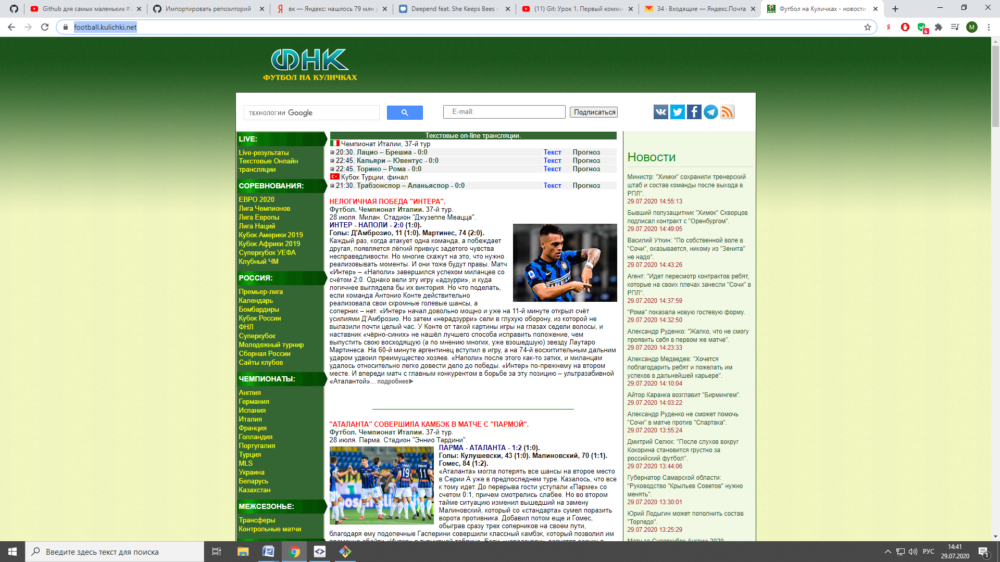 Github для самых маленьких #2
Импортировать репозиторий
вк — Яндекс: нашлось 79 млн р
Deepend feat. She Keeps Bees -
(11) Git: Урок 1. Первый комми
34 · Входящие — Яндекс.Почта
Футбол на Куличках - новости
football.kulichki.net
Я
6
M
ФНК
ФУТБОЛ НА КУЛИЧКАХ
ТЕХНОЛОГИИ Google
E-mail:
Подписаться
LIVE:
Live-результаты
Текстовые Онлайн
трансляции
СОРЕВНОВАНИЯ:
ЕВРО 2020
Лига Чемпионов
Лига Европы
Лига Наций
Кубок Америки 2019
Кубок Африки 2019
Суперкубок УЕФА
Клубный ЧМ
РОССИЯ:
Премьер-лига
Календарь
Бомбардиры
Кубок России
ФНЛ
Суперкубок
Молодежный турнир
Сборная России
Сайты клубов
ЧЕМПИОНАТЫ:
Англия
Германия
Испания
Италия
Франция
Голландия
Португалия
Турция
MLS
Украина
Беларусь
Казахстан
МЕЖСЕЗОНЬЕ:
Трансферы
Контрольные матчи
Текстовые on-line трансляции.
Чемпионат Италии, 37-й тур
20:30. Лацио – Брешиа - 0:0 Текст Прогноз
22:45. Кальяри – Ювентус - 0:0 Текст Прогноз
22:45. Торино – Рома - 0:0 Текст Прогноз
Кубок Турции, финал
21:30. Трабзонспор – Аланьяспор - 0:0 Текст Прогноз
НЕЛОГИЧНАЯ ПОБЕДА "ИНТЕРА".
Футбол. Чемпионат Италии. 37-й тур.
28 июля. Милан. Стадион "Джузеппе Меацца".
ИНТЕР - НАПОЛИ - 2:0 (1:0).
Голы: Д'Амброзио, 11 (1:0). Мартинес, 74 (2:0).
Каждый раз, когда атакует одна команда, а побеждает
другая, появляется лёгкий привкус задетого чувства
несправедливости. Но многие скажут на это, что нужно
реализовывать моменты. И они тоже будут правы. Матч
«Интер» – «Наполи» завершился успехом миланцев со
счётом 2:0. Однако вели эту игру «адзурри», и куда
логичнее выглядела бы их виктория. Но что поделать,
если команда Антонио Конте действительно
реализовала свои скромные голевые шансы, а
соперник – нет. «Интер» начал довольно мощно и уже на 11-й минуте открыл счёт
усилиями Д'Амброзио. Но затем «нерадзурри» сели в глухую оборону, из которой не
вылазили почти целый час. У Конте от такой картины игры на глазах седели волосы, и
наставник «чёрно-синих» не нашёл лучшего способа исправить положение, чем
выпустить свою восходящую (а по мнению многих, уже взошедшую) звезду Лаутаро
Мартинеса. На 60-й минуте аргентинец вступил в игру, а на 74-й восхитительным дальним
ударом удвоил преимущество хозяев. «Наполи» после этого как-то затих, и миланцам
удалось относительно легко довести дело до победы. «Интер» по-прежнему на втором
месте. И впереди матч с главным конкурентом в борьбе за эту позицию – ультразабивной
«Аталантой»... подробнее
"АТАЛАНТА" СОВЕРШИЛА КАМБЭК В МАТЧЕ С "ПАРМОЙ".
Футбол. Чемпионат Италии. 37-й тур.
28 июля. Парма. Стадион "Эннио Тардини".
ПАРМА - АТАЛАНТА - 1:2 (1:0).
Голы: Кулушевски, 43 (1:0). Малиновский, 70 (1:1).
Гомес, 84 (1:2).
«Аталанта» могла потерять все шансы на второе место
в Серии А уже в предпоследнем туре. Казалось, что все
к тому идет. До перерыва гости уступали «Парме» со
счетом 0:1, причем смотрелись слабее. Но во втором
тайме ситуацию изменил вышедший на замену
Малиновский, который со «стандарта» сумел поразить
ворота противника. Добавил потом еще и Гомес,
обыграв сразу трех соперников на своем пути,
благодаря ему подопечные Гасперини совершили классный камбэк, который позволил им
Новости
Министр: "Химки" сохранили тренерский
штаб и состав команды после выхода в
РПЛ".
29.07.2020 14:55:13
Бывший полузащитник "Химок" Скворцов
подписал контракт с "Оренбургом".
29.07.2020 14:49:05
Василий Уткин: "По собственной воле в
"Сочи", оказывается, никому из "Зенита"
не надо".
29.07.2020 14:43:26
Агент: "Идет пересмотр контрактов ребят,
которые на своих плечах занесли "Сочи" в
РПЛ".
29.07.2020 14:37:59
"Рома" показала новую гостевую форму.
29.07.2020 14:32:50
Александр Руденко: "Жалко, что не смогу
проявить себя в первом же матче".
29.07.2020 14:23:33
Александр Медведев: "Хочется
поблагодарить ребят и пожелать им
успехов в дальнейшей карьере".
29.07.2020 14:10:04
Айтор Каранка возглавит "Бирмингем".
29.07.2020 14:03:22
Александр Руденко не сможет помочь
"Сочи" в матче против "Спартака".
29.07.2020 13:55:24
Дмитрий Селюк: "После слухов вокруг
Кокорина становится грустно за
российский футбол".
29.07.2020 13:44:06
Губернатор Самарской области:
"Руководство "Крыльев Советов" нужно
менять".
29.07.2020 13:30:01
Юрий Лодыгин может пополнить состав
"Торпедо".
29.07.2020 13:25:29
Матч за Суперкубок Англии 2020
Введите здесь текст для поиска
РУС
14:41
29.07.2020
1